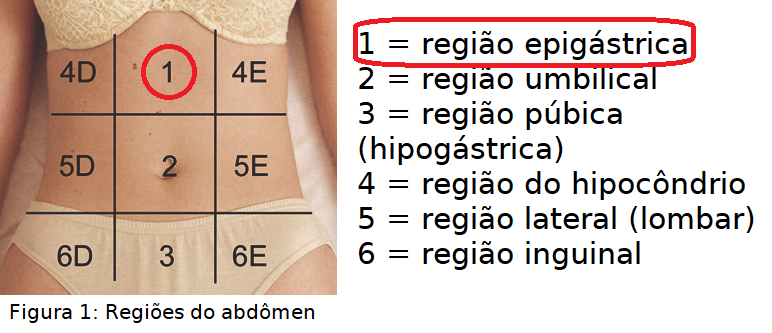 4D 1 4E
5D 2 5E
6D 3 6E
Figura 1: Regiões do abdômen
1 = região epigástrica
2 = região umbilical
3 = região púbica
(hipogástrica)
4 = região do hipocôndrio
5 = região lateral (lombar)
6 = região inguinal